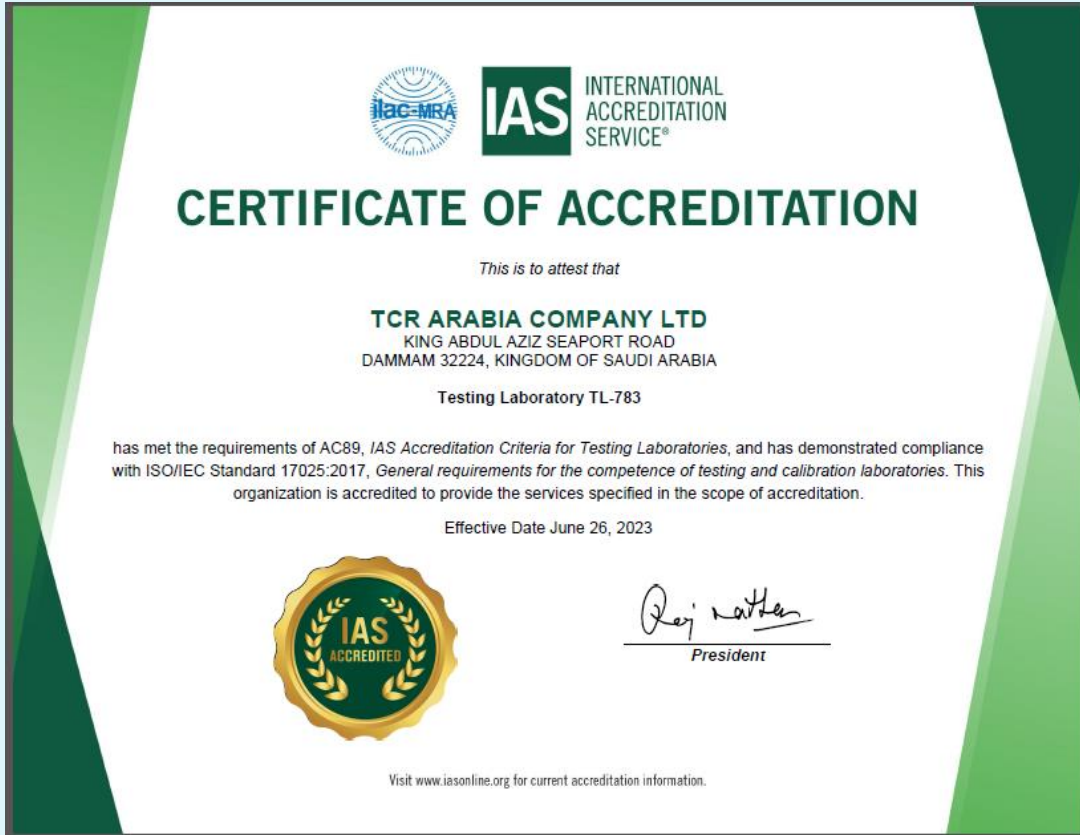 ilac-MRA
IAS
INTERNATIONAL
ACCREDITATION
SERVICE®
CERTIFICATE OF ACCREDITATION
This is to attest that
TCR ARABIA COMPANY LTD
KING ABDUL AZIZ SEAPORT ROAD
DAMMAM 32224, KINGDOM OF SAUDI ARABIA
Testing Laboratory TL-783
has met the requirements of AC89, IAS Accreditation Criteria for Testing Laboratories, and has demonstrated compliance
with ISO/IEC Standard 17025:2017, General requirements for the competence of testing and calibration laboratories. This
organization is accredited to provide the services specified in the scope of accreditation.
Effective Date June 26, 2023
IAS
ACCREDITED
President
Visit www.iasonline.org for current accreditation information.